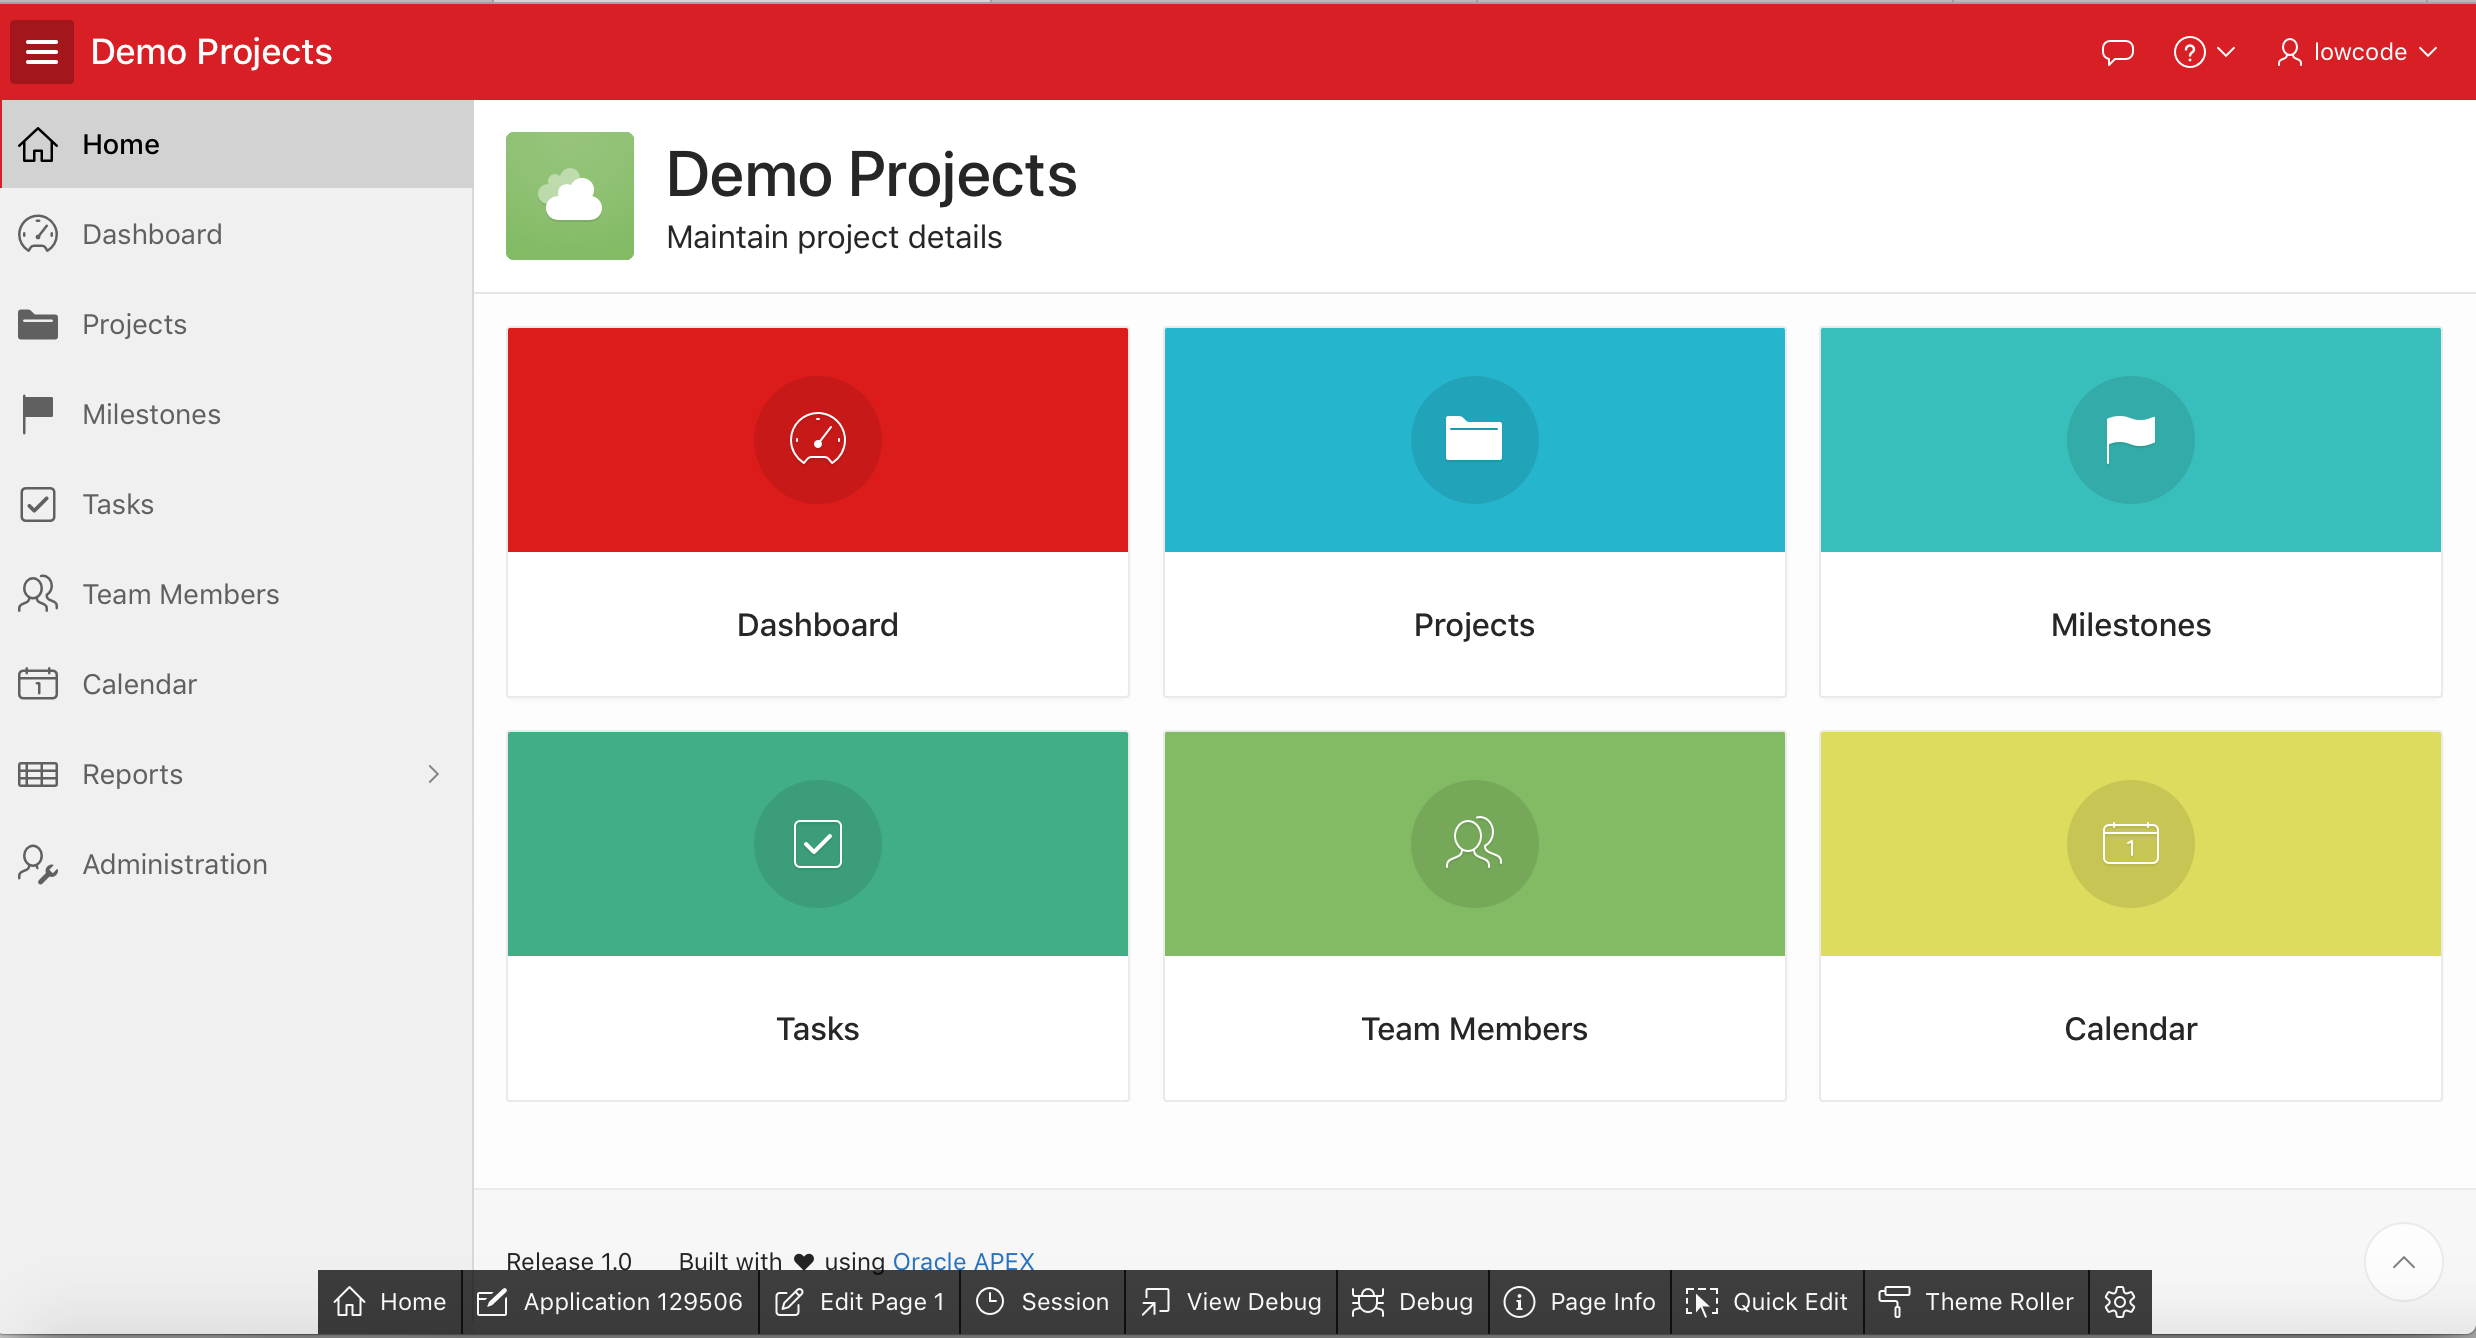 Demo Projects
lowcode
Home
Dashboard
Projects
Milestones
Tasks
Team Members
Calendar
Reports
Administration
Demo Projects
Maintain project details
Dashboard
Projects
Milestones
Tasks
Team Members
Calendar
Release 1.0 Built with ♥ using Oracle APEX
Home Application 129506 Edit Page 1 Session View Debug Debug Page Info Quick Edit Theme Roller